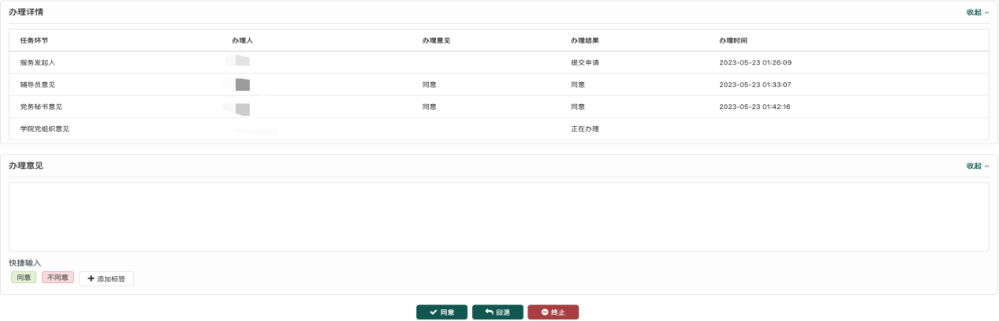 办理详情 收起
任务环节 办理人 办理意见 办理结果 办理时间
服务发起人 提交申请 2023-05-23 01:26:09
辅导员意见 同意 同意 2023-05-23 01:33:07
党务秘书意见 同意 同意 2023-05-23 01:42:16
学院党组织意见 正在办理
办理意见 收起
快捷输入
同意 不同意 添加标签
同意 回退 终止